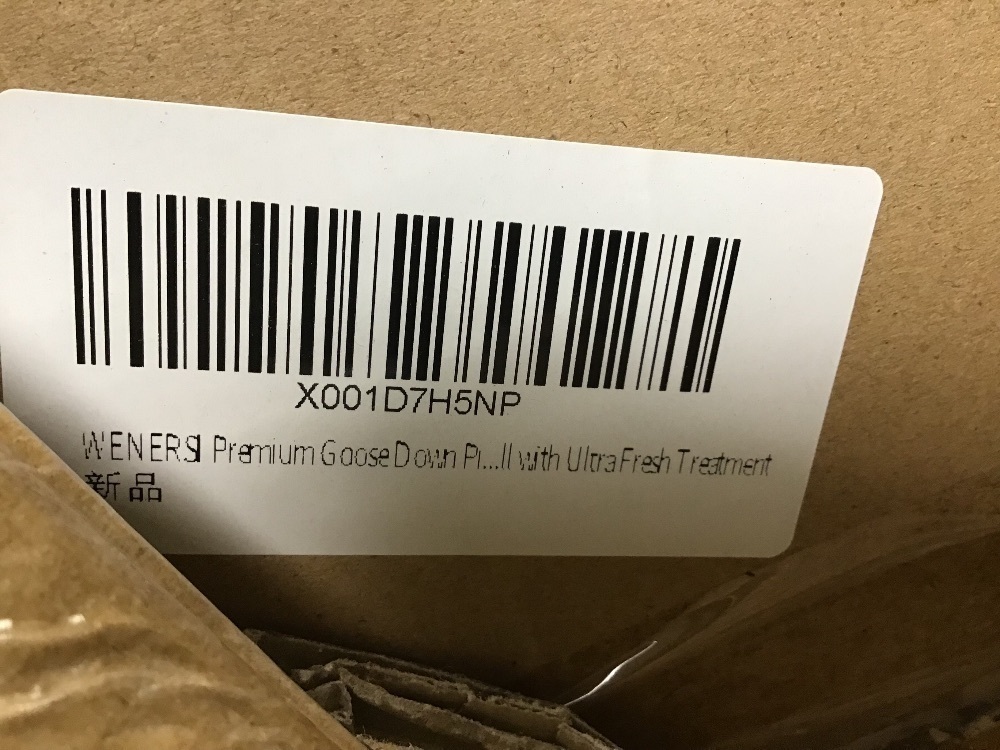 X001D7H5NP
WENERSI Premium Goose Down Pi...ll with Ultra Fresh Treatment
新品